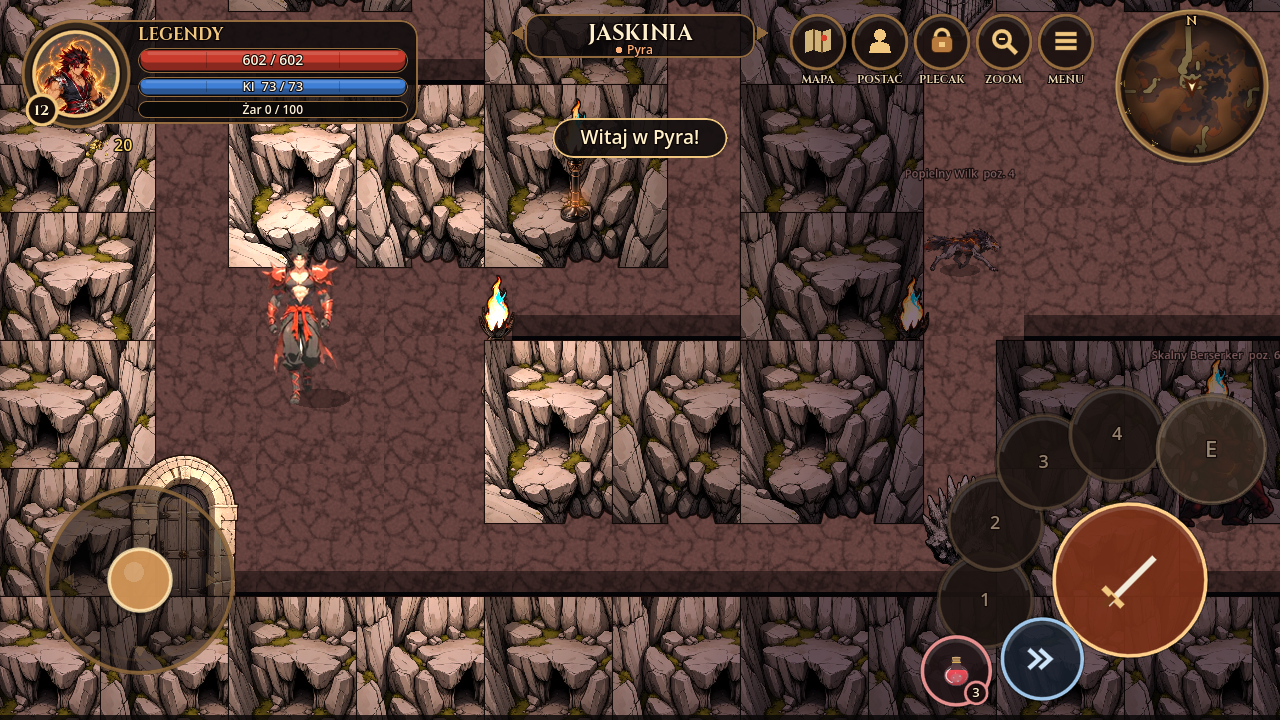 LEGENDY
602 / 602
KI 73 / 73
Żar 0 / 100
12
20
JASKINIA
Pyra
Witaj w Pyra!
MAPA
POSTAĆ
PLECAK
ZOOM
MENU
N
Popielny Wilk poz. 4
Skalny Berserker poz. 6
4
E
3
2
1
3